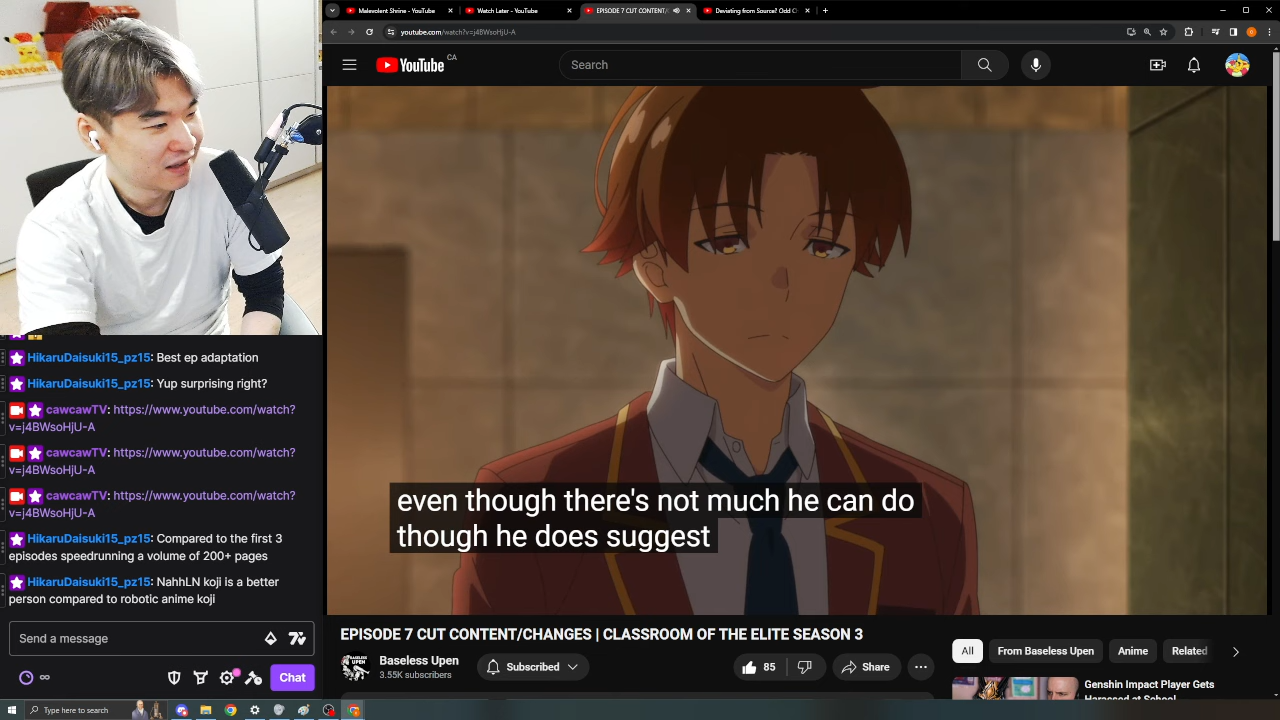 Malevolent Shrine - YouTube
Watch Later - YouTube
EPISODE 7 CUT CONTENT/
Deviating from Source? Odd C
youtube.com/watch?v=j4BWsoHjU-A
YouTube CA
Search
even though there's not much he can do
though he does suggest
HikaruDaisuki15_pz15: Best ep adaptation
HikaruDaisuki15_pz15: Yup surprising right?
cawcawTV: https://www.youtube.com/watch?
v=j4BWsoHjU-A
cawcawTV: https://www.youtube.com/watch?
v=j4BWsoHjU-A
cawcawTV: https://www.youtube.com/watch?
v=j4BWsoHjU-A
HikaruDaisuki15_pz15: Compared to the first 3
episodes speedrunning a volume of 200+ pages
HikaruDaisuki15_pz15: NahhLN koji is a better
person compared to robotic anime koji
Send a message
Chat
EPISODE 7 CUT CONTENT/CHANGES | CLASSROOM OF THE ELITE SEASON 3
BASELESS
UPEN
Baseless Upen
3.55K subscribers
Subscribed
85
Share
All
From Baseless Upen
Anime
Related
Genshin Impact Player Gets
Harassed at School
Type here to search